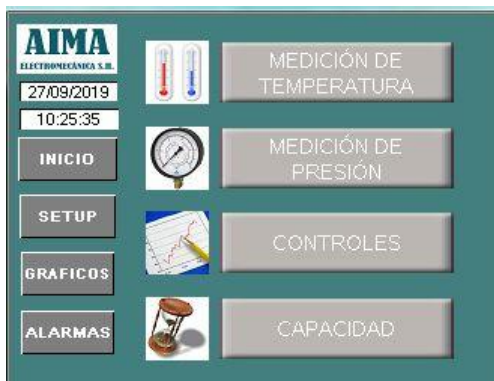 AIMA
ELECTROMECÁNICA S.H.
27/09/2019
10:25:35
INICIO
SETUP
GRAFICOS
ALARMAS
MEDICIÓN DE
TEMPERATURA
MEDICIÓN DE
PRESIÓN
CONTROLES
CAPACIDAD